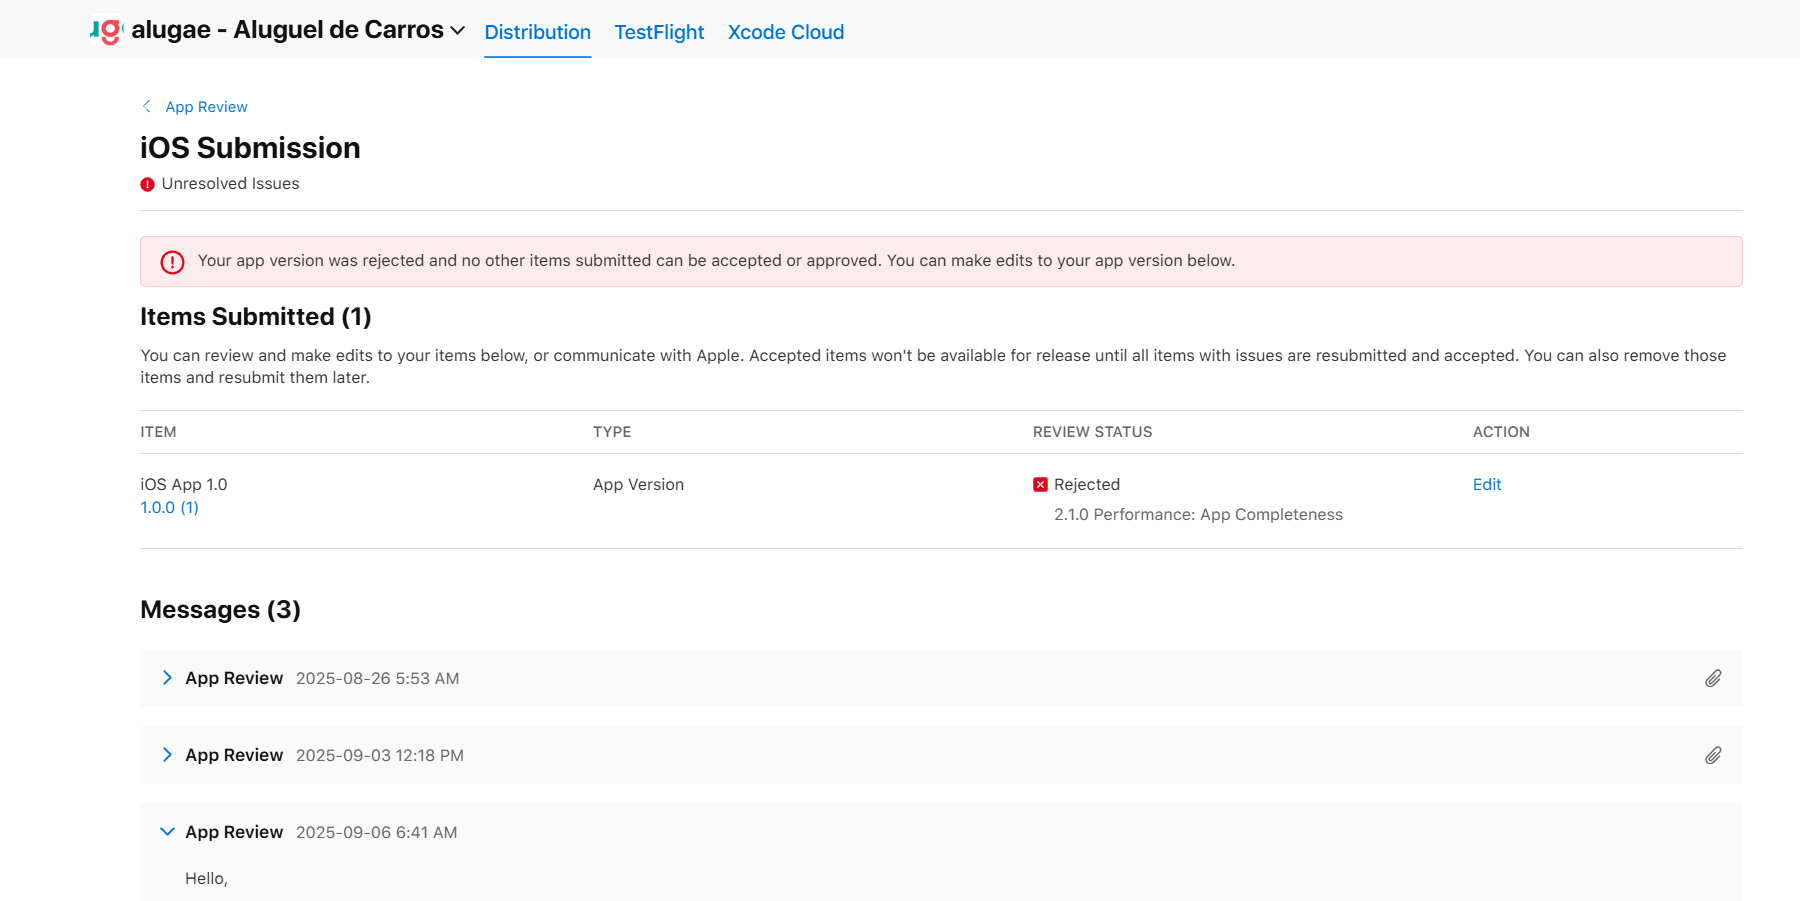 alugae - Aluguel de Carros
Distribution
TestFlight
Xcode Cloud
App Review
iOS Submission
Unresolved Issues
Your app version was rejected and no other items submitted can be accepted or approved. You can make edits to your app version below.
Items Submitted (1)
You can review and make edits to your items below, or communicate with Apple. Accepted items won't be available for release until all items with issues are resubmitted and accepted. You can also remove those
items and resubmit them later.
ITEM TYPE REVIEW STATUS ACTION
iOS App 1.0 App Version Rejected Edit
1.0.0 (1)
2.1.0 Performance: App Completeness
Messages (3)
App Review 2025-08-26 5:53 AM
App Review 2025-09-03 12:18 PM
App Review 2025-09-06 6:41 AM
Hello,